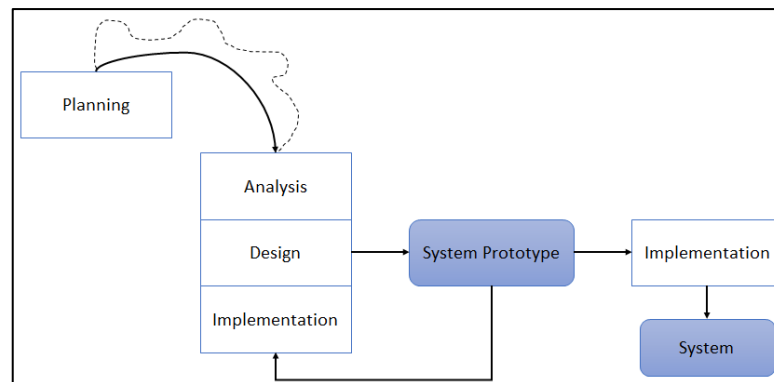 Planning
Analysis
Design
Implementation
System Prototype
Implementation
System